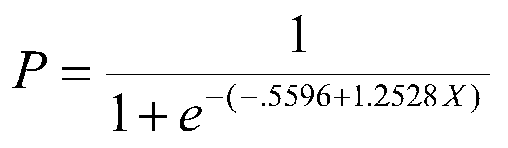 P = 1 / (1 + e^{-(-.5596+1.2528X)})